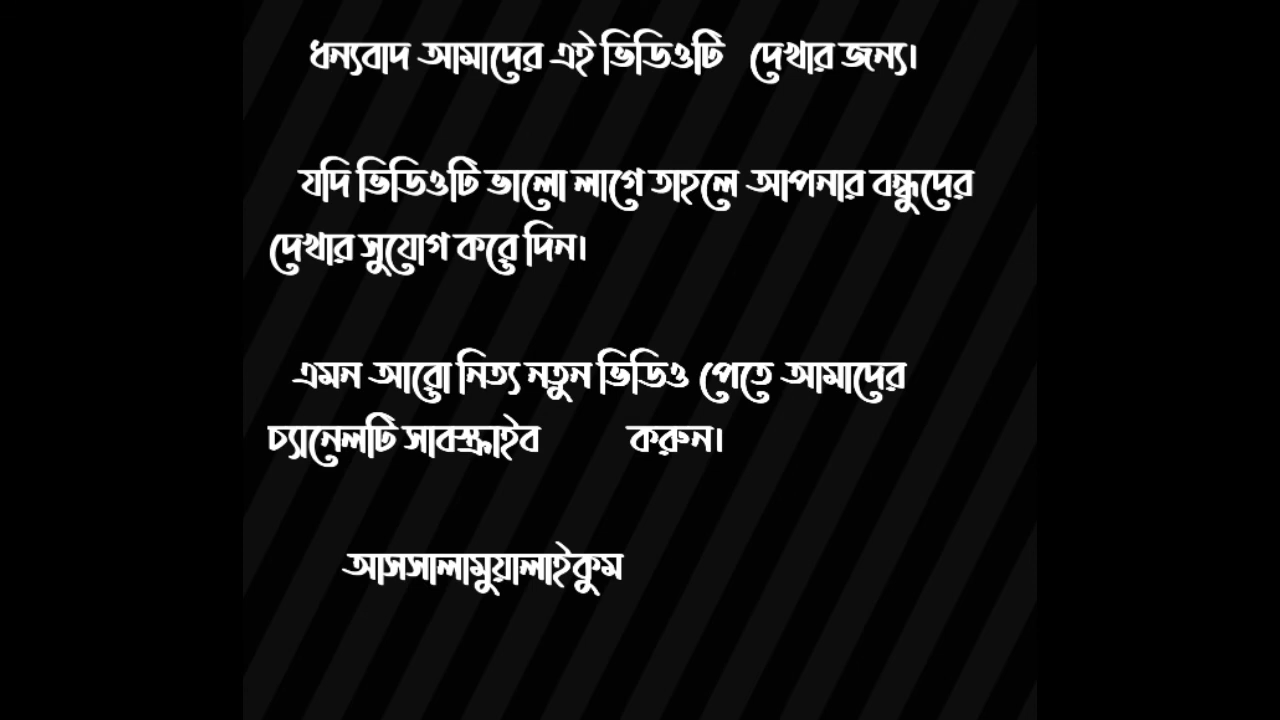 ধন্যবাদ আমাদের এই ভিডিওটি দেখার জন্য।
যদি ভিডিওটি ভালো লাগে তাহলে আপনার বন্ধুদের
দেখার সুযোগ করে দিন।
এমন আরো নিত্য নতুন ভিডিও পেতে আমাদের
চ্যানেলটি সাবস্ক্রাইব করুন।
আসসালামুয়ালাইকুম